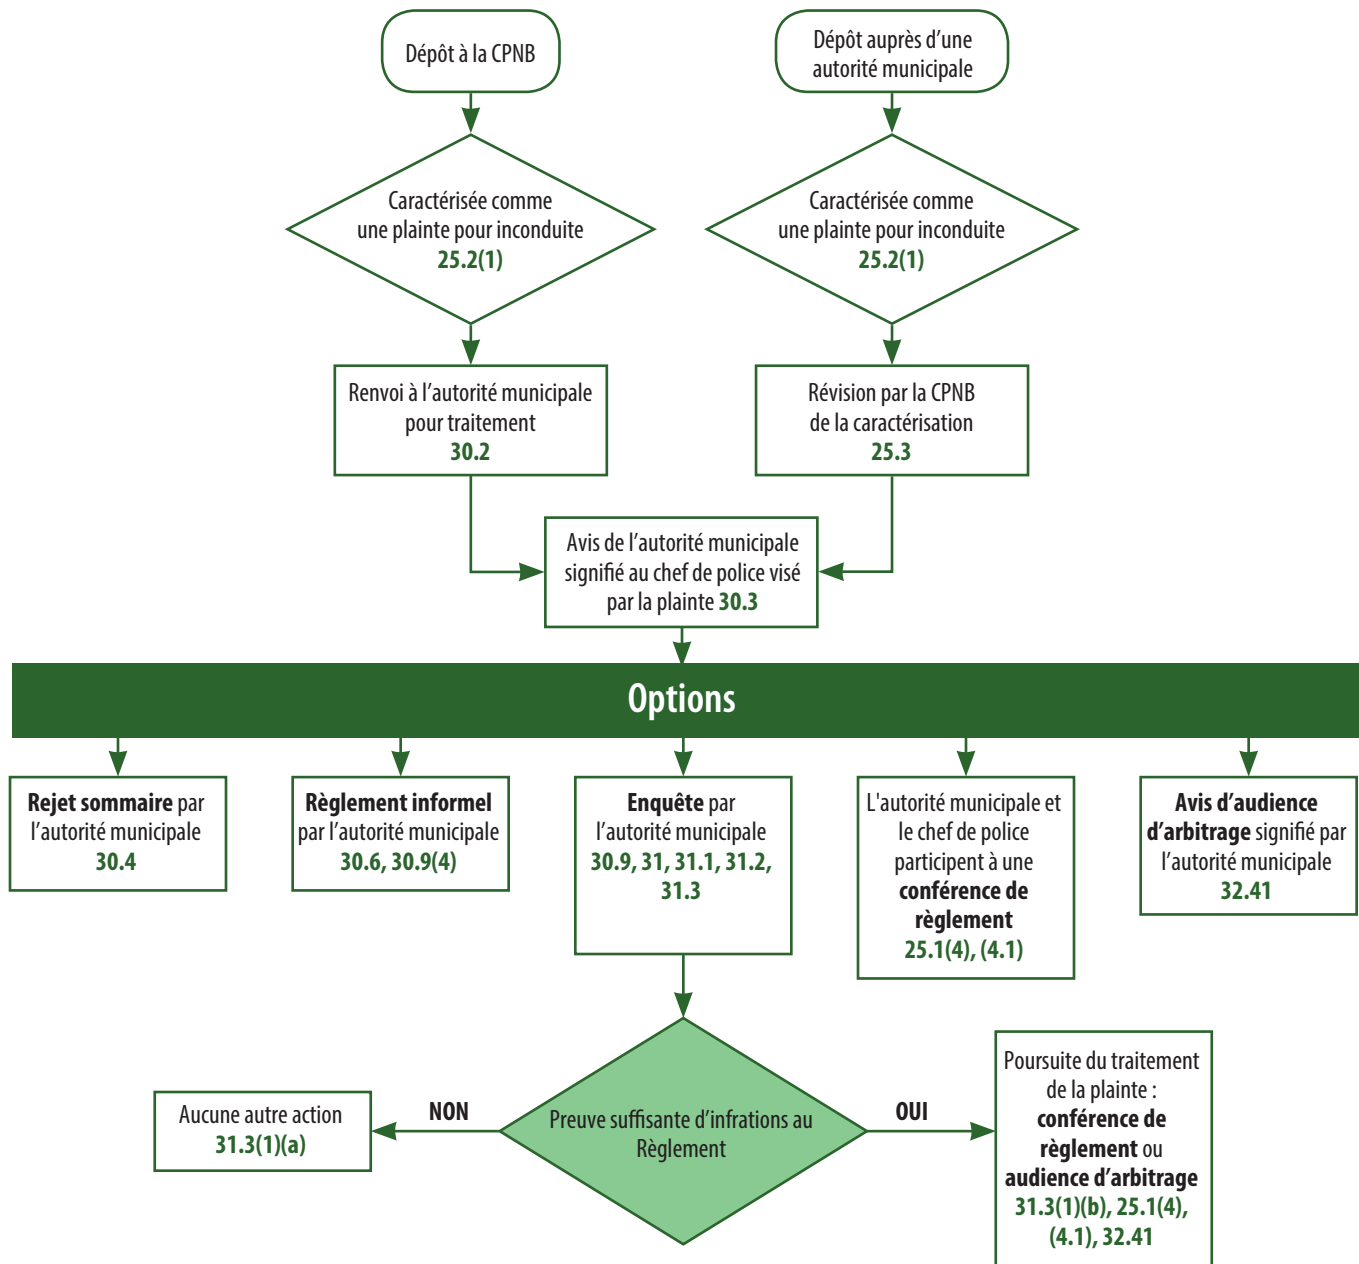 Dépôt à la CPNB
Dépôt auprès d’une
autorité municipale
Caractérisée comme
une plainte pour inconduite
25.2(1)
Caractérisée comme
une plainte pour inconduite
25.2(1)
Renvoi à l’autorité municipale
pour traitement
30.2
Révision par la CPNB
de la caractérisation
25.3
Avis de l’autorité municipale
signifié au chef de police visé
par la plainte 30.3
Options
Rejet sommaire par
l’autorité municipale
30.4
Règlement informel
par l’autorité municipale
30.6, 30.9(4)
Enquête par
l’autorité municipale
30.9, 31, 31.1, 31.2,
31.3
L'autorité municipale et
le chef de police
participent à une
conférence de
règlement
25.1(4), (4.1)
Avis d’audience
d’arbitrage signifié par
l’autorité municipale
32.41
Aucune autre action
31.3(1)(a)
NON
Preuve suffisante d’infrations au
Règlement
OUI
Poursuite du traitement
de la plainte :
conférence de
règlement ou
audience d’arbitrage
31.3(1)(b), 25.1(4),
(4.1), 32.41